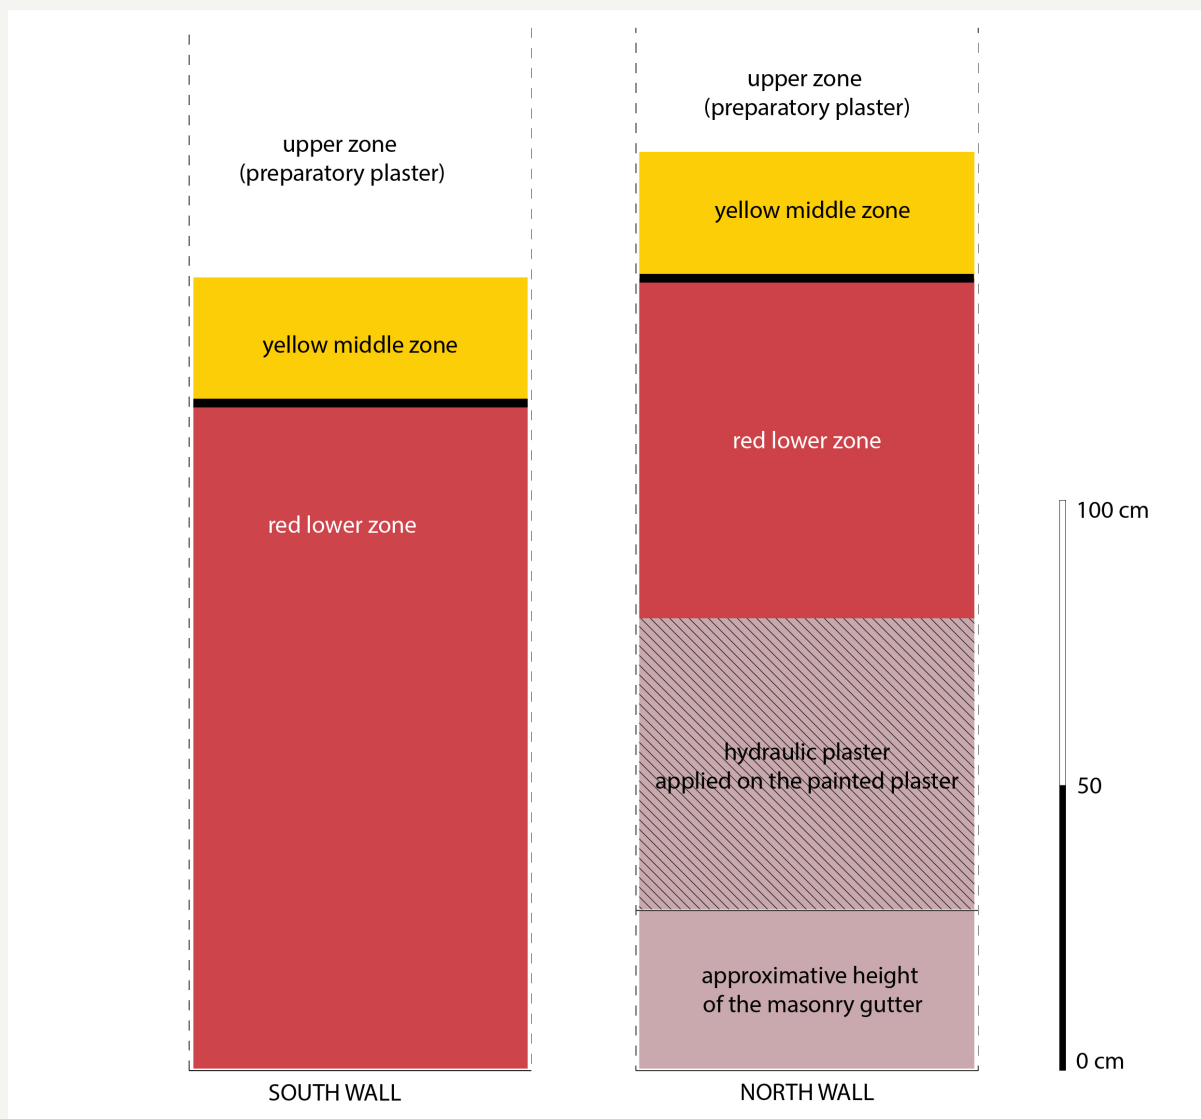 upper zone
(preparatory plaster)
yellow middle zone
red lower zone
SOUTH WALL
upper zone
(preparatory plaster)
yellow middle zone
red lower zone
hydraulic plaster
applied on the painted plaster
approximative height
of the masonry gutter
NORTH WALL
100 cm
50
0 cm